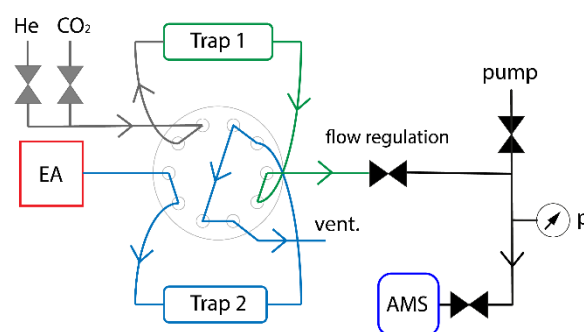 He CO₂
Trap 1
pump
flow regulation
EA
vent.
p
Trap 2
AMS